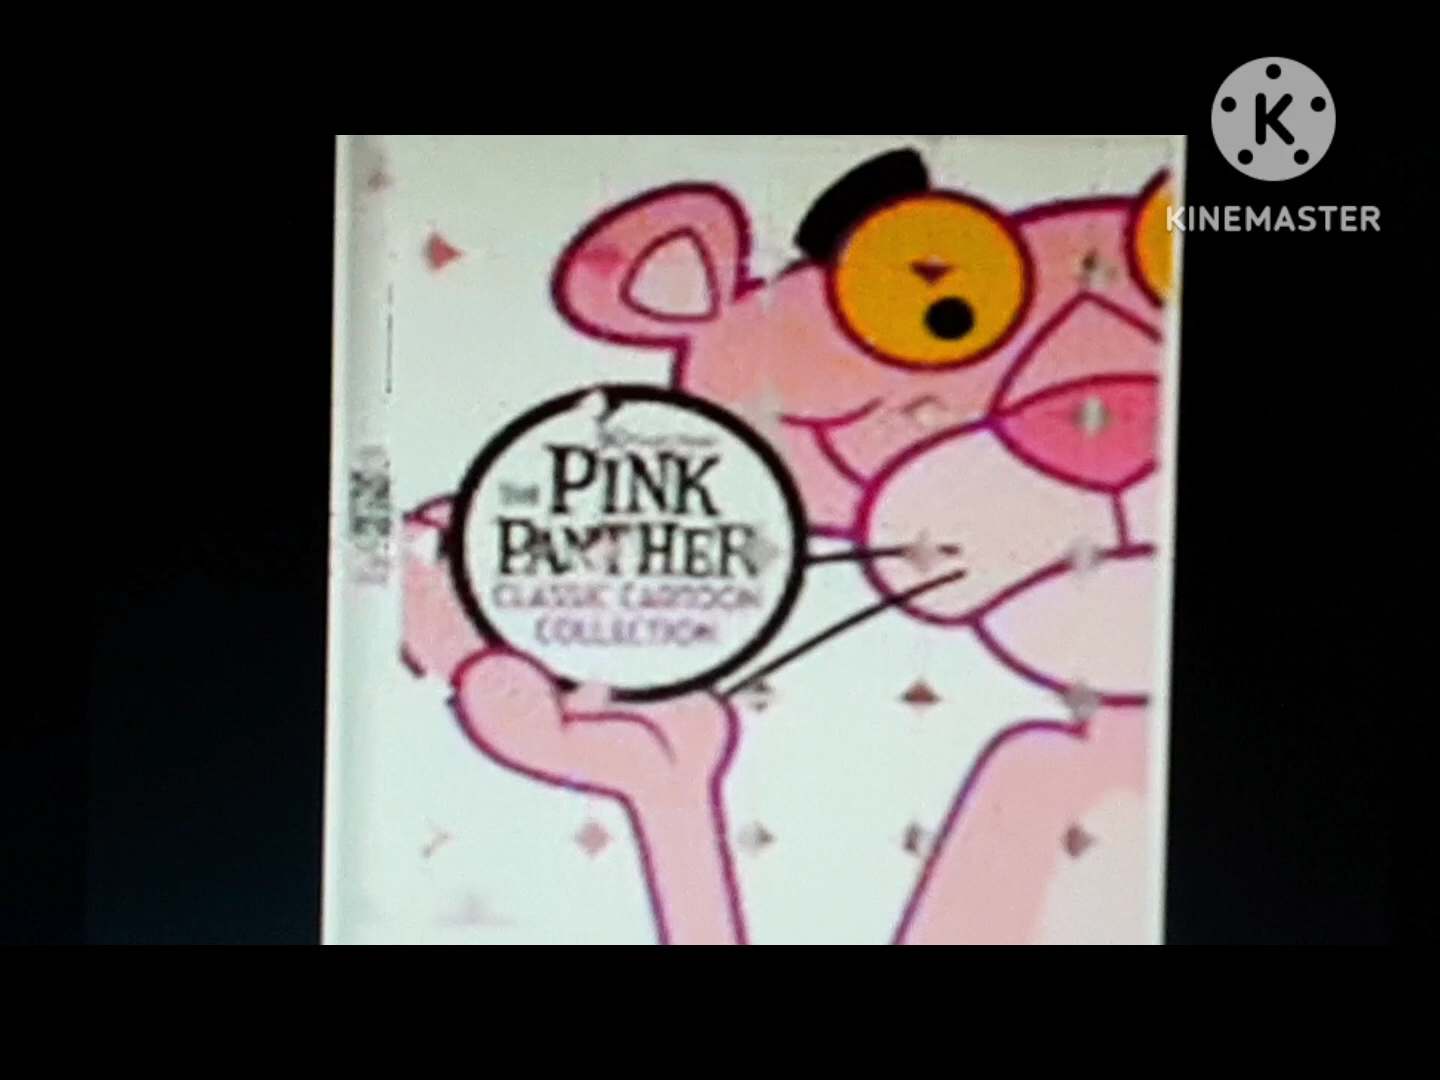 K
KINEMASTER
THE PINK
PANTHER
CLASSIC CARTOON
COLLECTION